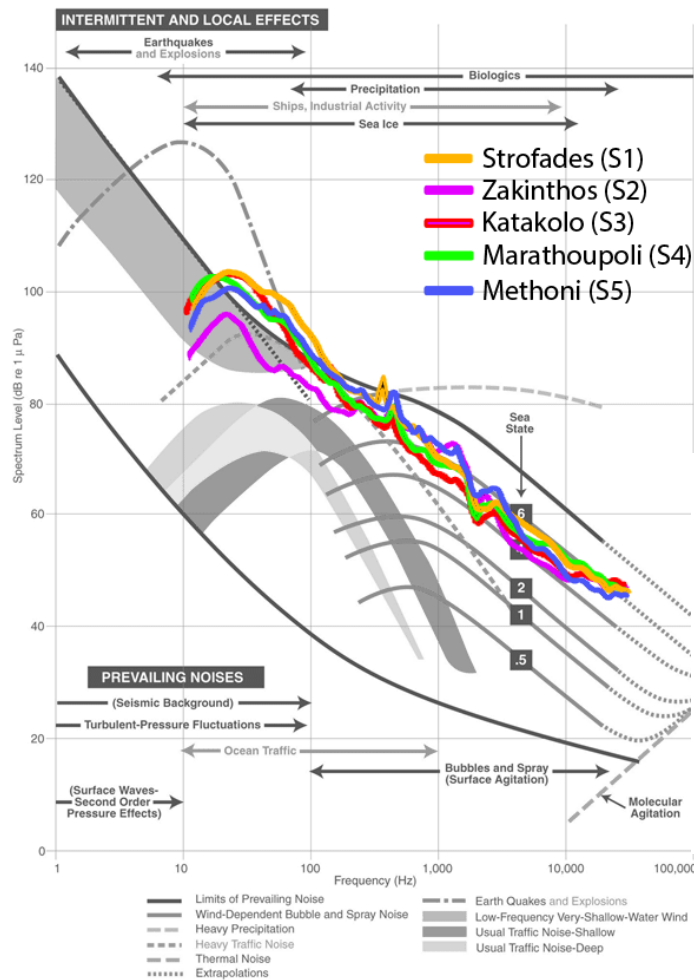 INTERMITTENT AND LOCAL EFFECTS
Earthquakes
and Explosions
Biologics
Precipitation
Ships, Industrial Activity
Sea Ice
Strofades (S1)
Zakinthos (S2)
Katakolo (S3)
Marathoupoli (S4)
Methoni (S5)
140
120
100
80
60
40
20
0
Spectrum Level (dB re 1 μ Pa)
Sea
State
6
2
1
.5
PREVAILING NOISES
(Seismic Background)
Turbulent-Pressure Fluctuations
Ocean Traffic
Bubbles and Spray
(Surface Agitation)
(Surface Waves-
Second Order
Pressure Effects)
Molecular
Agitation
1
10
100
1,000
10,000
100,000
Frequency (Hz)
Limits of Prevailing Noise
Wind-Dependent Bubble and Spray Noise
Heavy Precipitation
Heavy Traffic Noise
Thermal Noise
Extrapolations
Earth Quakes and Explosions
Low-Frequency Very-Shallow-Water Wind
Usual Traffic Noise-Shallow
Usual Traffic Noise-Deep